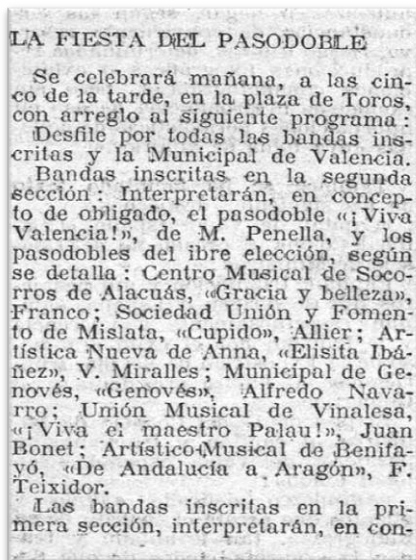 LA FIESTA DEL PASODOBLE
Se celebrará mañana, a las cin-
co de la tarde, en la plaza de Toros,
con arreglo al siguiente programa:
Desfile por todas las bandas ins-
critas y la Municipal de Valencia.
Bandas inscritas en la segunda
sección: Interpretarán, en concep-
to de obligado, el pasodoble «¡Viva
Valencia!», de M. Penella, y los
pasodobles del ibre elección, según
se detalla: Centro Musical de Soco-
rros de Alacuás, «Gracia y belleza»,
Franco; Sociedad Unión y Fomen-
to de Mislata, «Cupido», Allier; Ar-
tística Nueva de Anna, «Elisita Ibá-
ñez», V. Miralles; Municipal de Ge-
novés, «Genovés», Alfredo Nava-
rro; Unión Musical de Vinalesa,
«¡Viva el maestro Palau!», Juan
Bonet; Artístico-Musical de Benifa-
yó, «De Andalucía a Aragón», F.
Teixidor.
Las bandas inscritas en la pri-
mera sección, interpretarán, en con-